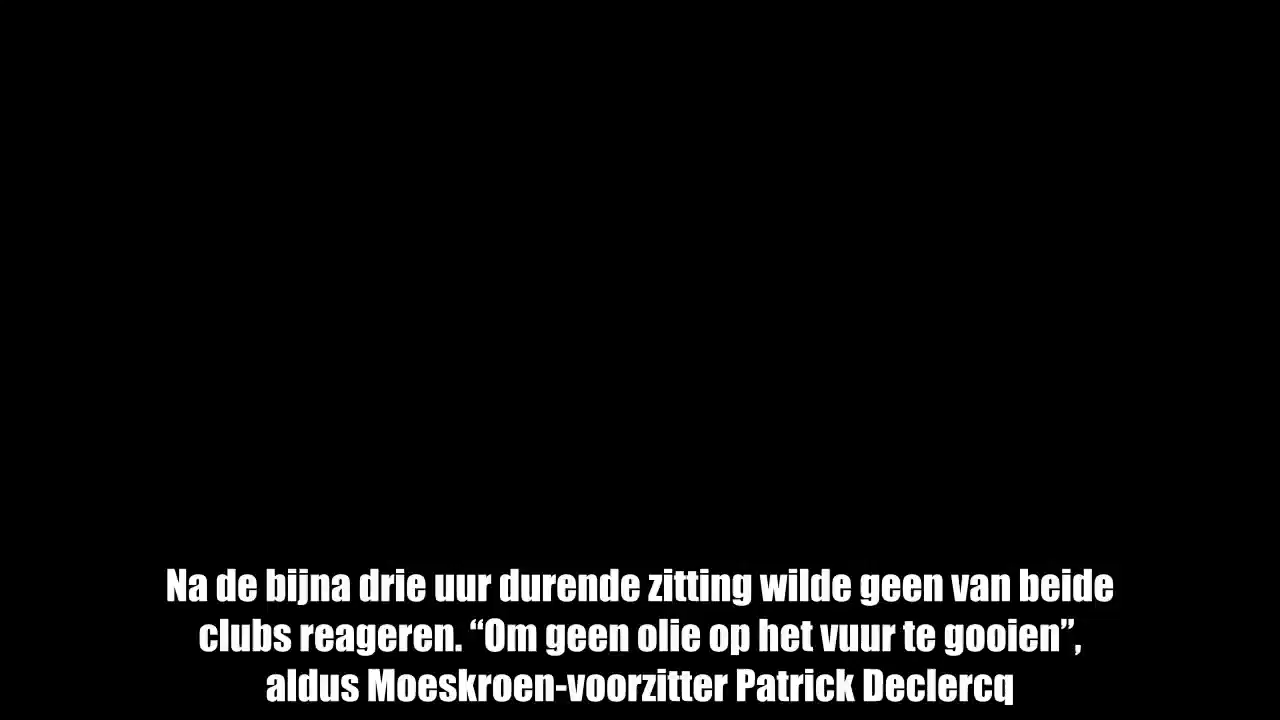 Na de bijna drie uur durende zitting wilde geen van beide
clubs reageren. “Om geen olie op het vuur te gooien”,
aldus Moeskroen-voorzitter Patrick Declercq